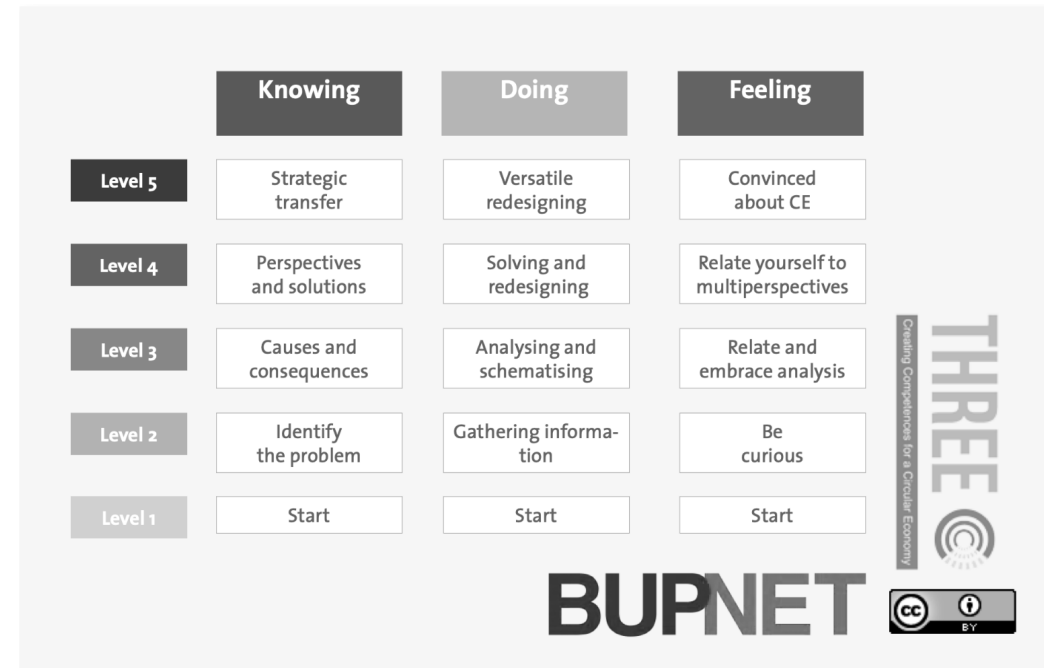 Knowing
Doing
Feeling
Level 5
Strategic
transfer
Versatile
redesigning
Convinced
about CE
Level 4
Perspectives
and solutions
Solving and
redesigning
Relate yourself to
multiperspectives
Level 3
Causes and
consequences
Analysing and
schematising
Relate and
embrace analysis
Level 2
Identify
the problem
Gathering informa-
tion
Be
curious
Level 1
Start
Start
Start
THREE
Creating Competences for a Circular Economy
BUPNET
cc
BY